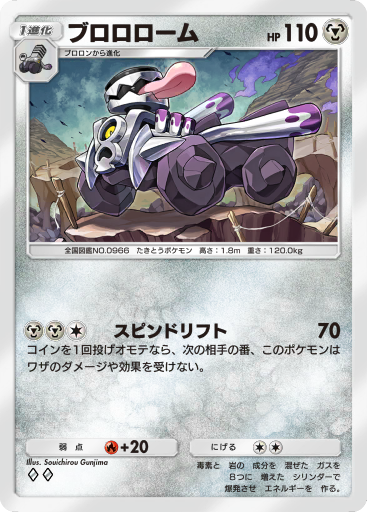 1進化
ブロロローム
HP 110
ブロロンから進化
全国図鑑NO.0966 たきとうポケモン 高さ：1.8m 重さ：120.0kg
スピンドリフト 70
コインを1回投げオモテなら、次の相手の番、このポケモンは
ワザのダメージや効果を受けない。
弱点 +20 にげる
Illus. Souichirou Gunjima
毒素と 岩の 成分を 混ぜた ガスを
8つに 増えた シリンダーで
爆発させ エネルギーを 作る。